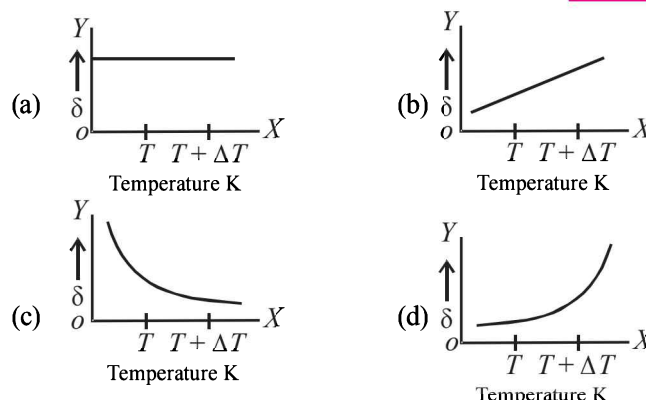 Y
Y
(a)
δ
o
X
T T + ΔT
Temperature K
(b)
δ
o
X
T T + ΔT
Temperature K
Y
Y
(c)
δ
o
X
T T + ΔT
Temperature K
(d)
δ
o
X
T T + ΔT
Temperature K